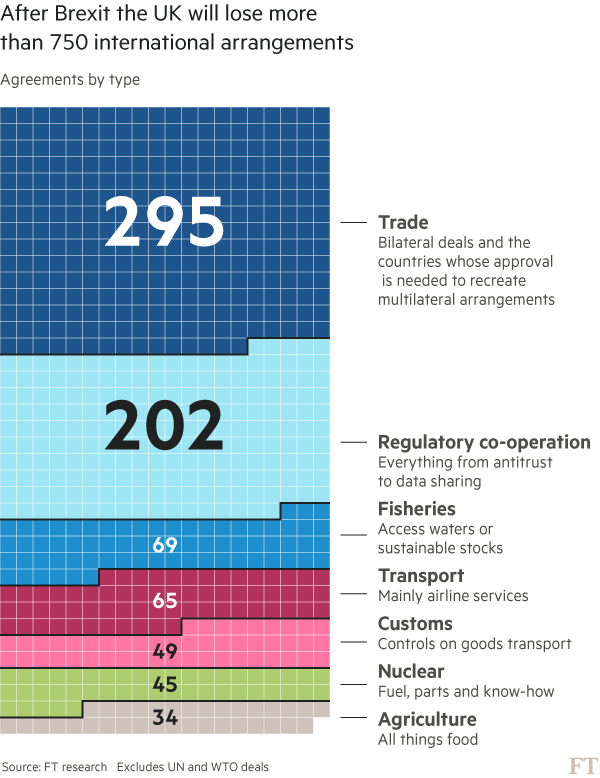 After Brexit the UK will lose more
than 750 international arrangements
Agreements by type
295
Trade
Bilateral deals and the
countries whose approval
is needed to recreate
multilateral arrangements
202
Regulatory co-operation
Everything from antitrust
to data sharing
69
Fisheries
Access waters or
sustainable stocks
65
Transport
Mainly airline services
49
Customs
Controls on goods transport
45
Nuclear
Fuel, parts and know-how
34
Agriculture
All things food
Source: FT research Excludes UN and WTO deals
FT